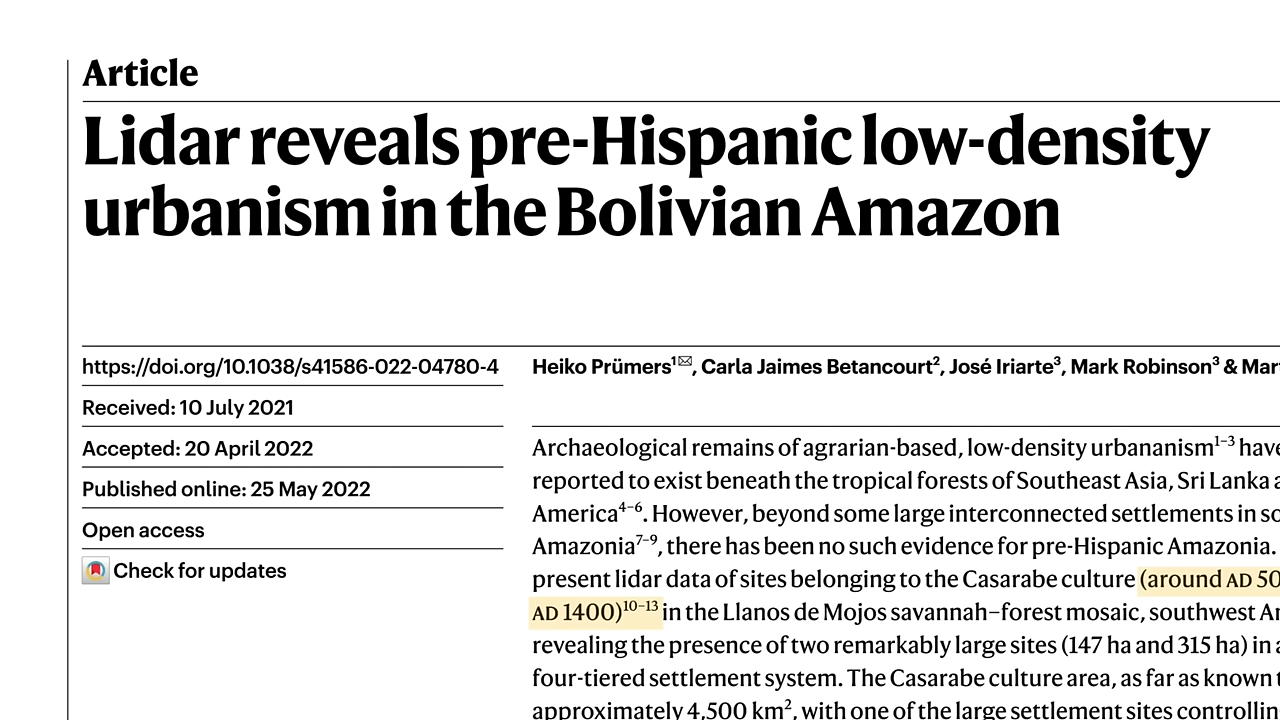 Article
Lidar reveals pre-Hispanic low-density
urbanism in the Bolivian Amazon
https://doi.org/10.1038/s41586-022-04780-4
Received: 10 July 2021
Accepted: 20 April 2022
Published online: 25 May 2022
Open access
Check for updates
Heiko Prümers¹✉, Carla Jaimes Betancourt², José Iriarte³, Mark Robinson³ & Mar
Archaeological remains of agrarian-based, low-density urbananism¹⁻³ have
reported to exist beneath the tropical forests of Southeast Asia, Sri Lanka a
America⁴⁻⁶. However, beyond some large interconnected settlements in so
Amazonia⁷⁻⁹, there has been no such evidence for pre-Hispanic Amazonia.
present lidar data of sites belonging to the Casarabe culture (around AD 50
AD 1400)¹⁰⁻¹³ in the Llanos de Mojos savannah–forest mosaic, southwest A
revealing the presence of two remarkably large sites (147 ha and 315 ha) in a
four-tiered settlement system. The Casarabe culture area, as far as known t
approximately 4,500 km², with one of the large settlement sites controllin